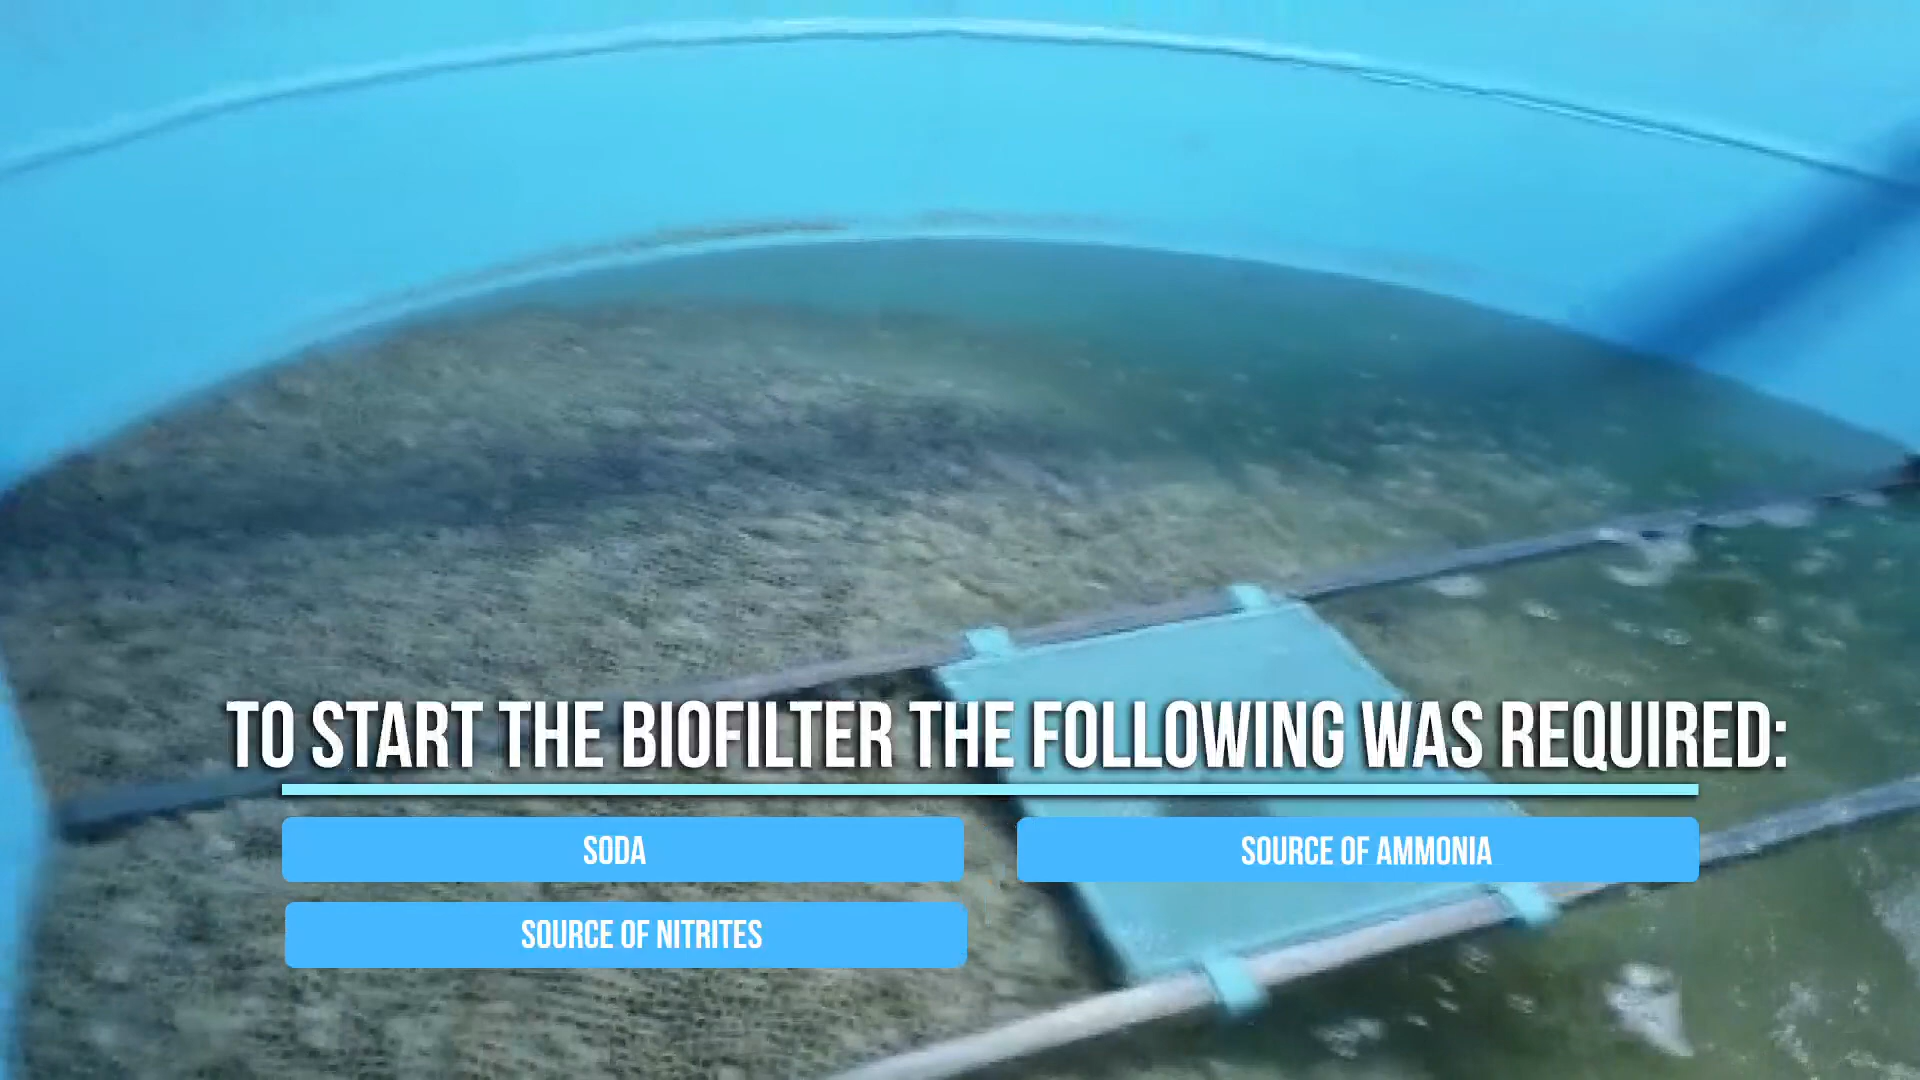 TO START THE BIOFILTER THE FOLLOWING WAS REQUIRED:
SODA
SOURCE OF AMMONIA
SOURCE OF NITRITES